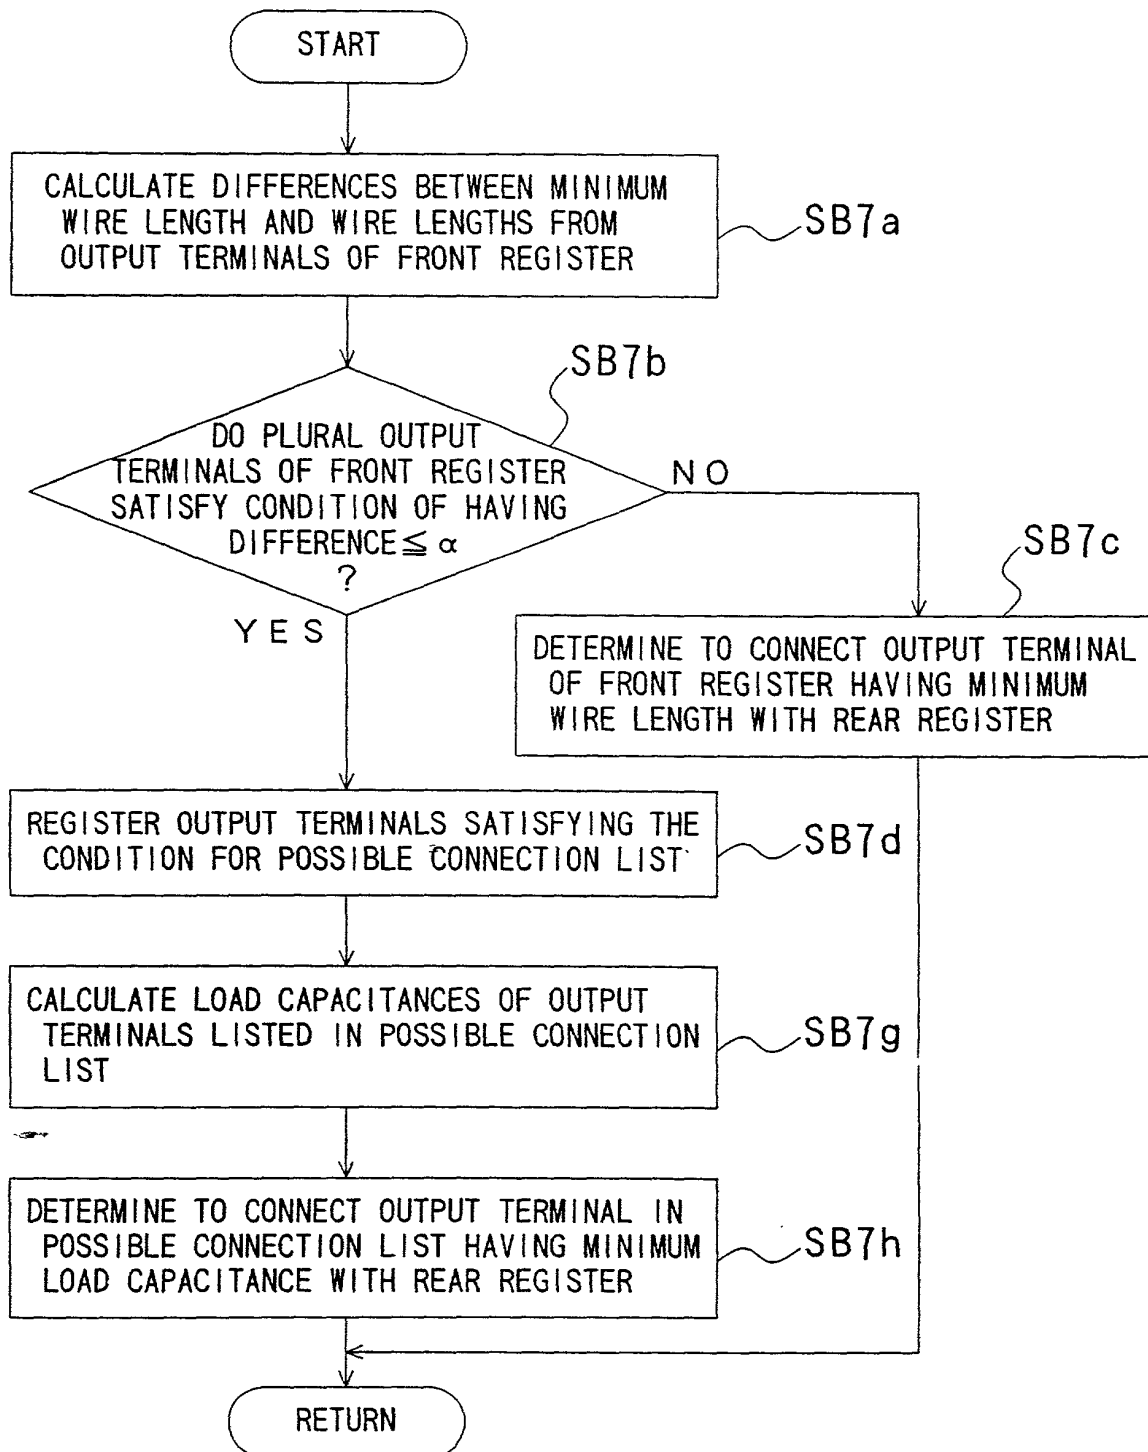 START
CALCULATE DIFFERENCES BETWEEN MINIMUM
WIRE LENGTH AND WIRE LENGTHS FROM
OUTPUT TERMINALS OF FRONT REGISTER
SB7a
SB7b
DO PLURAL OUTPUT
TERMINALS OF FRONT REGISTER
SATISFY CONDITION OF HAVING
DIFFERENCE≦ α
?
NO
YES
SB7c
DETERMINE TO CONNECT OUTPUT TERMINAL
OF FRONT REGISTER HAVING MINIMUM
WIRE LENGTH WITH REAR REGISTER
REGISTER OUTPUT TERMINALS SATISFYING THE
CONDITION FOR POSSIBLE CONNECTION LIST
SB7d
CALCULATE LOAD CAPACITANCES OF OUTPUT
TERMINALS LISTED IN POSSIBLE CONNECTION
LIST
SB7g
DETERMINE TO CONNECT OUTPUT TERMINAL IN
POSSIBLE CONNECTION LIST HAVING MINIMUM
LOAD CAPACITANCE WITH REAR REGISTER
SB7h
RETURN